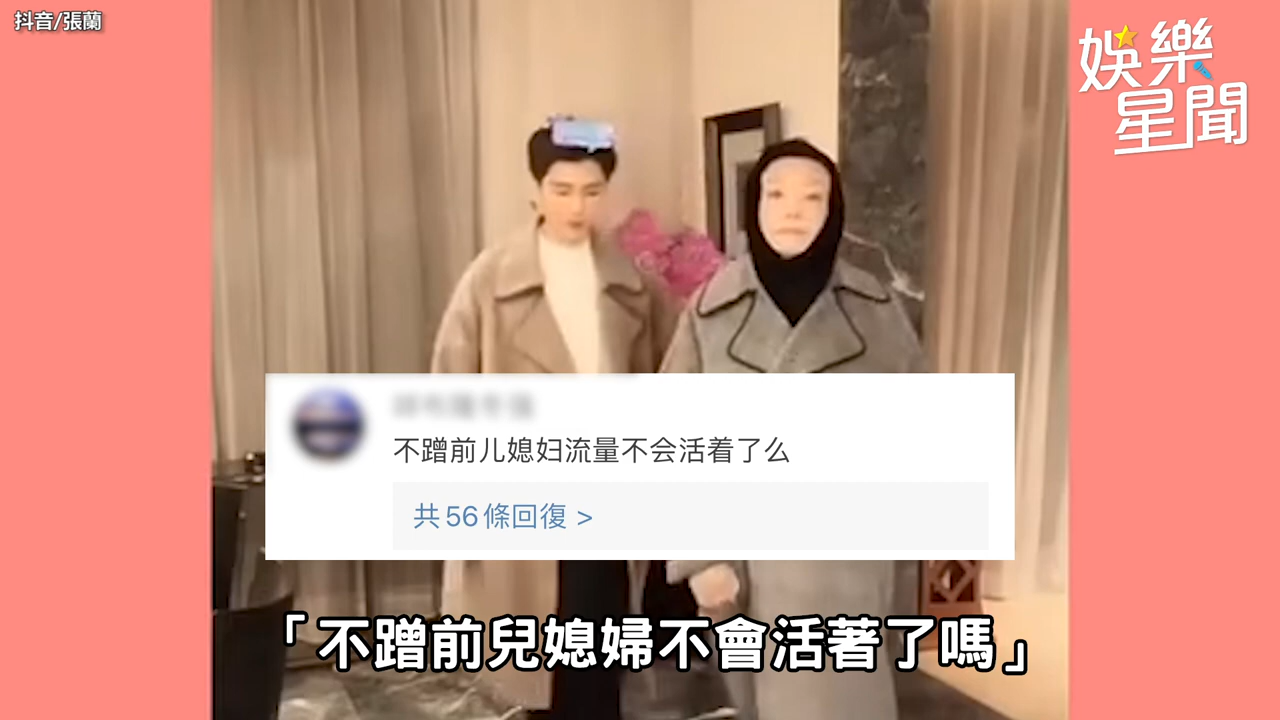 抖音/張蘭
娛樂
星聞
不蹭前儿媳妇流量不会活着了么
共56條回復 >
「不蹭前兒媳婦不會活著了嗎」